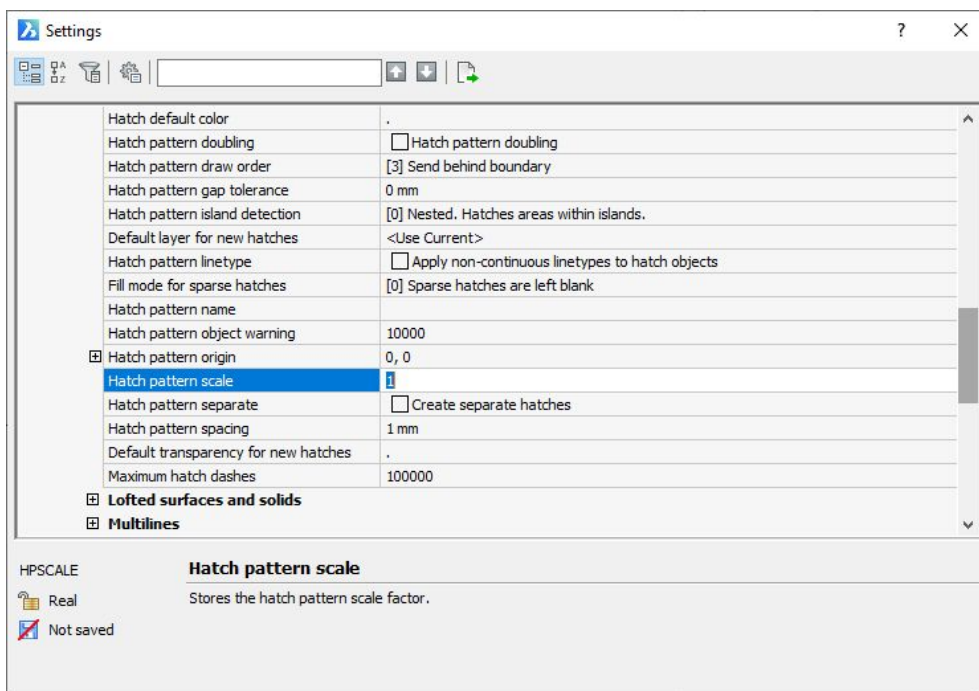 Settings
?
Hatch default color .
Hatch pattern doubling Hatch pattern doubling
Hatch pattern draw order [3] Send behind boundary
Hatch pattern gap tolerance 0 mm
Hatch pattern island detection [0] Nested. Hatches areas within islands.
Default layer for new hatches <Use Current>
Hatch pattern linetype Apply non-continuous linetypes to hatch objects
Fill mode for sparse hatches [0] Sparse hatches are left blank
Hatch pattern name
Hatch pattern object warning 10000
Hatch pattern origin 0, 0
Hatch pattern scale 1
Hatch pattern separate Create separate hatches
Hatch pattern spacing 1 mm
Default transparency for new hatches .
Maximum hatch dashes 100000
Lofted surfaces and solids
Multilines
HPSCALE Hatch pattern scale
Real Stores the hatch pattern scale factor.
Not saved